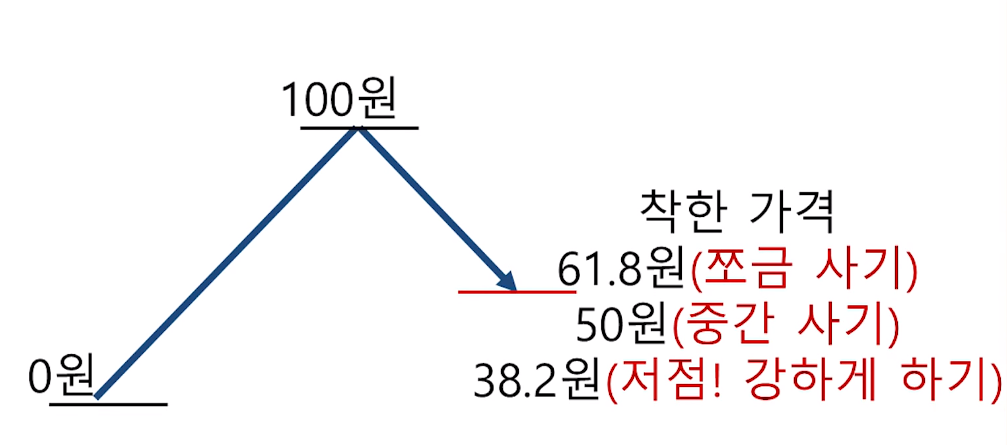 100원
착한 가격
61.8원(쪼금 사기)
50원(중간 사기)
0원
38.2원(저점! 강하게 하기)